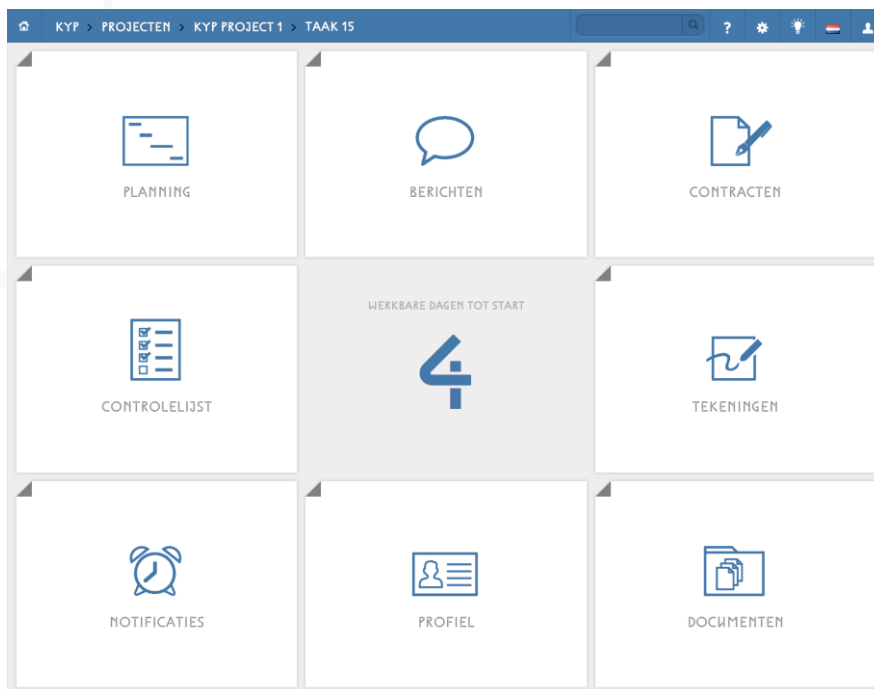 KYP > PROJECTEN > KYP PROJECT 1 > TAAK 15 ?
PLANNING
BERICHTEN
CONTRACTEN
CONTROLELIJST
WERKBARE DAGEN TOT START
4
TEKENINGEN
NOTIFICATIES
PROFIEL
DOCUMENTEN